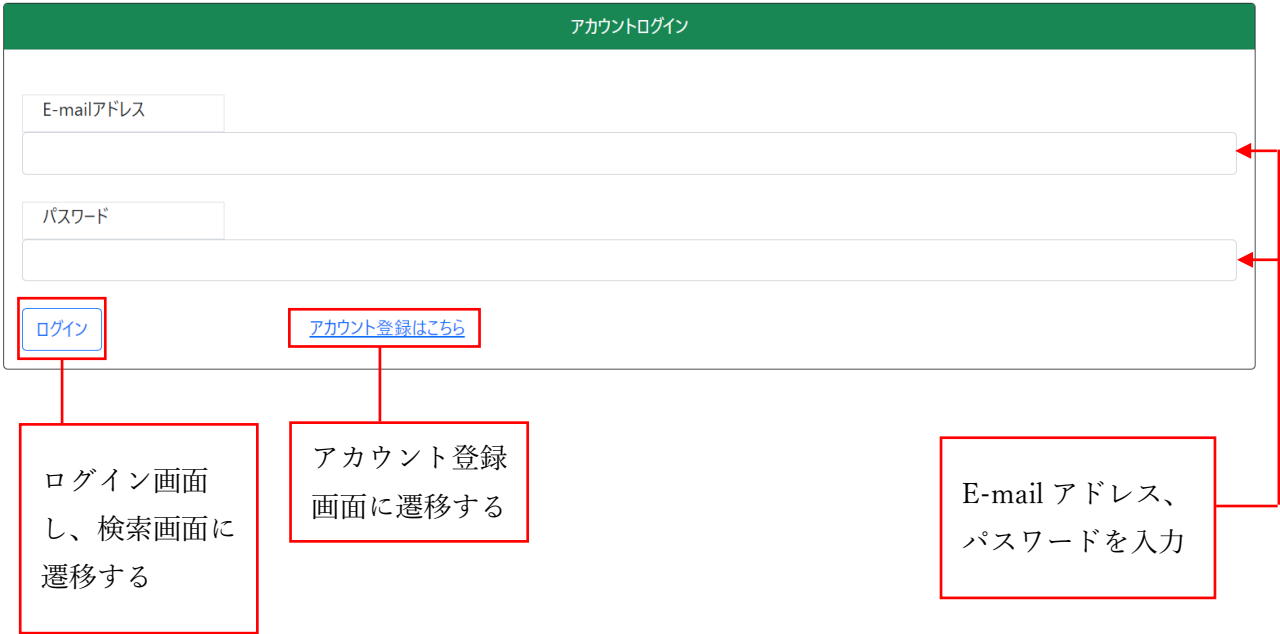 アカウントログイン
E-mailアドレス
パスワード
ログイン
アカウント登録はこちら
ログイン画面
し、検索画面に
遷移する
アカウント登録
画面に遷移する
E-mail アドレス、
パスワードを入力